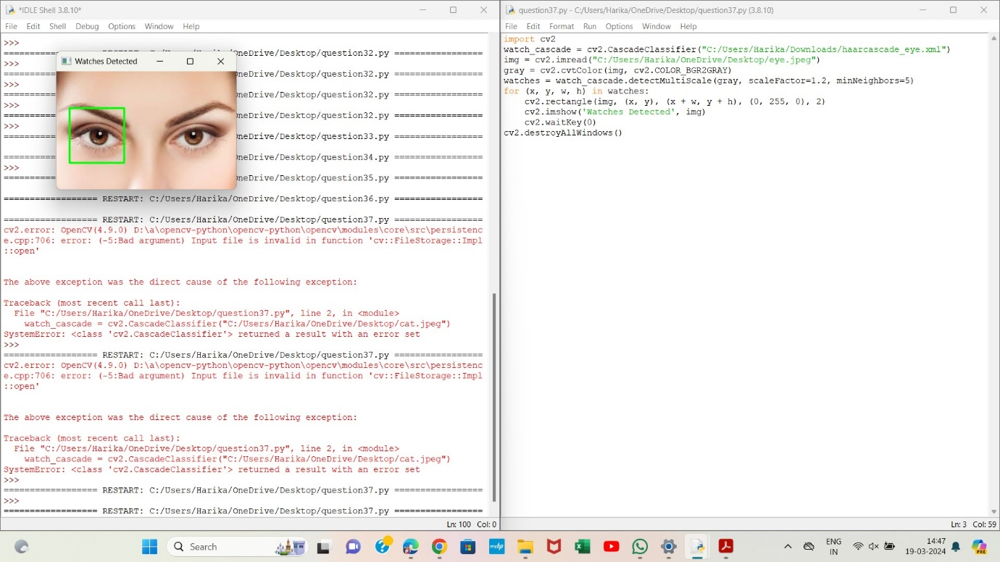 *IDLE Shell 3.8.10*
File Edit Shell Debug Options Window Help
>>>
RESTART: C:/Users/Harika/OneDrive/Desktop/question32.py =================
>>>
OneDrive/Desktop/question32.py =================
>>>
OneDrive/Desktop/question32.py =================
>>>
OneDrive/Desktop/question32.py =================
>>>
OneDrive/Desktop/question33.py =================
OneDrive/Desktop/question34.py =================
>>>
OneDrive/Desktop/question35.py =================
================== RESTART: C:/Users/Harika/OneDrive/Desktop/question36.py =================
================== RESTART: C:/Users/Harika/OneDrive/Desktop/question37.py =================
cv2.error: OpenCV(4.9.0) D:\a\opencv-python\opencv-python\opencv\modules\core\src\persistenc
e.cpp:706: error: (-5:Bad argument) Input file is invalid in function 'cv::FileStorage::Impl
::open'
The above exception was the direct cause of the following exception:
Traceback (most recent call last):
File "C:/Users/Harika/OneDrive/Desktop/question37.py", line 2, in <module>
watch_cascade = cv2.CascadeClassifier("C:/Users/Harika/OneDrive/Desktop/cat.jpeg")
SystemError: <class 'cv2.CascadeClassifier'> returned a result with an error set
>>>
================== RESTART: C:/Users/Harika/OneDrive/Desktop/question37.py =================
cv2.error: OpenCV(4.9.0) D:\a\opencv-python\opencv-python\opencv\modules\core\src\persistenc
e.cpp:706: error: (-5:Bad argument) Input file is invalid in function 'cv::FileStorage::Impl
::open'
The above exception was the direct cause of the following exception:
Traceback (most recent call last):
File "C:/Users/Harika/OneDrive/Desktop/question37.py", line 2, in <module>
watch_cascade = cv2.CascadeClassifier("C:/Users/Harika/OneDrive/Desktop/cat.jpeg")
SystemError: <class 'cv2.CascadeClassifier'> returned a result with an error set
>>>
================== RESTART: C:/Users/Harika/OneDrive/Desktop/question37.py =================
>>>
================== RESTART: C:/Users/Harika/OneDrive/Desktop/question37.py =================
Ln: 100 Col: 0
Watches Detected
question37.py - C:/Users/Harika/OneDrive/Desktop/question37.py (3.8.10)
File Edit Format Run Options Window Help
import cv2
watch_cascade = cv2.CascadeClassifier("C:/Users/Harika/Downloads/haarcascade_eye.xml")
img = cv2.imread("C:/Users/Harika/OneDrive/Desktop/eye.jpeg")
gray = cv2.cvtColor(img, cv2.COLOR_BGR2GRAY)
watches = watch_cascade.detectMultiScale(gray, scaleFactor=1.2, minNeighbors=5)
for (x, y, w, h) in watches:
cv2.rectangle(img, (x, y), (x + w, y + h), (0, 255, 0), 2)
cv2.imshow('Watches Detected', img)
cv2.waitKey(0)
cv2.destroyAllWindows()
Ln: 3 Col: 59
Search
ENG
IN
14:47
19-03-2024